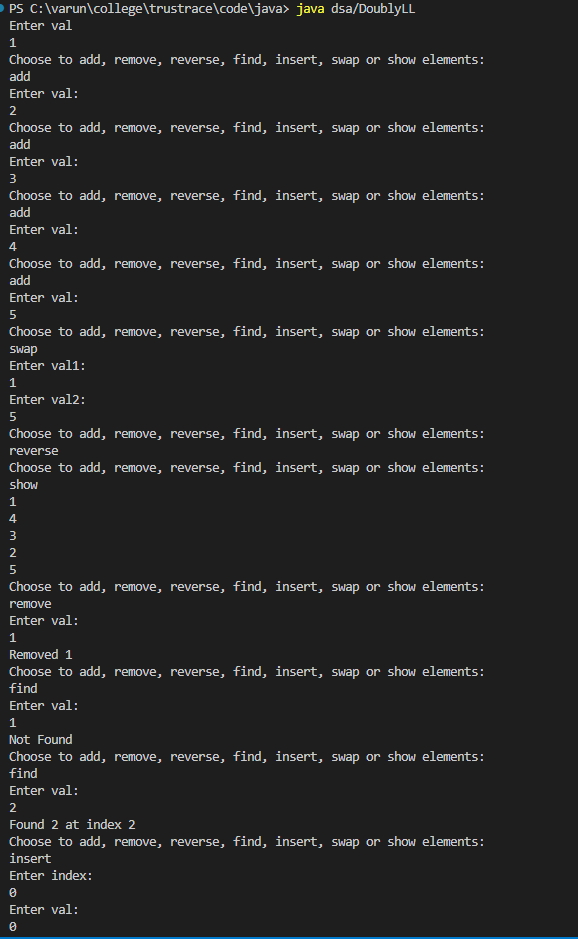 PS C:\varun\college\trustrace\code\java> java dsa/DoublyLL
Enter val
1
Choose to add, remove, reverse, find, insert, swap or show elements:
add
Enter val:
2
Choose to add, remove, reverse, find, insert, swap or show elements:
add
Enter val:
3
Choose to add, remove, reverse, find, insert, swap or show elements:
add
Enter val:
4
Choose to add, remove, reverse, find, insert, swap or show elements:
add
Enter val:
5
Choose to add, remove, reverse, find, insert, swap or show elements:
swap
Enter val1:
1
Enter val2:
5
Choose to add, remove, reverse, find, insert, swap or show elements:
reverse
Choose to add, remove, reverse, find, insert, swap or show elements:
show
1
4
3
2
5
Choose to add, remove, reverse, find, insert, swap or show elements:
remove
Enter val:
1
Removed 1
Choose to add, remove, reverse, find, insert, swap or show elements:
find
Enter val:
1
Not Found
Choose to add, remove, reverse, find, insert, swap or show elements:
find
Enter val:
2
Found 2 at index 2
Choose to add, remove, reverse, find, insert, swap or show elements:
insert
Enter index:
0
Enter val:
0